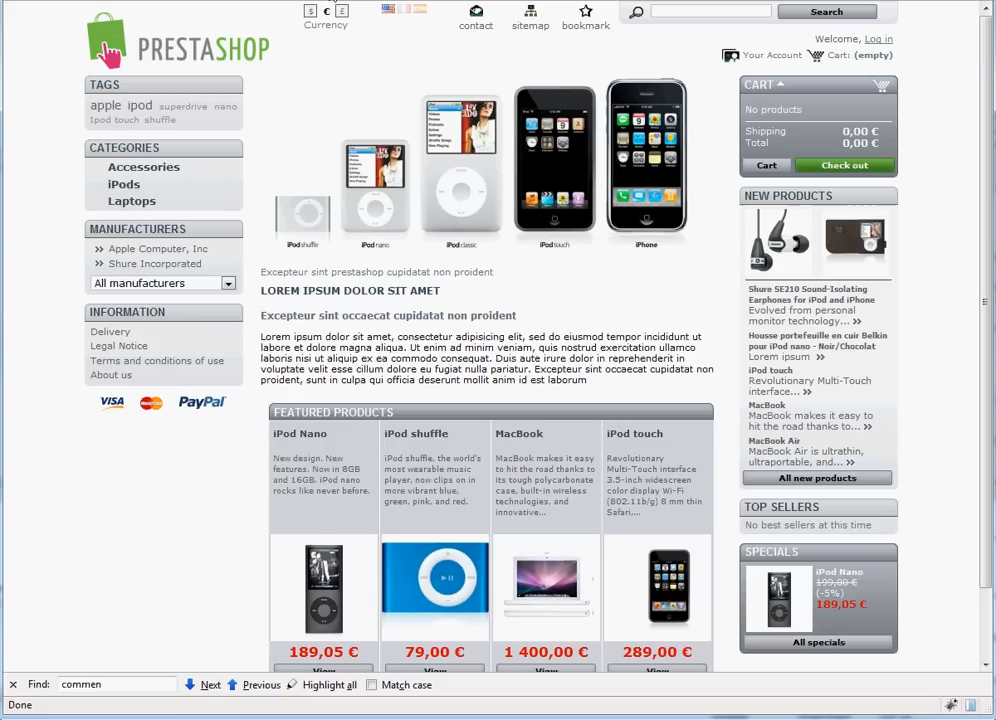 $ € £
Currency
contact sitemap bookmark
Search
PRESTASHOP
Welcome, Log in
Your Account Cart: (empty)
TAGS
apple ipod superdrive nano
Ipod touch shuffle
CATEGORIES
Accessories
iPods
Laptops
MANUFACTURERS
Apple Computer, Inc
Shure Incorporated
All manufacturers
INFORMATION
Delivery
Legal Notice
Terms and conditions of use
About us
VISA MasterCard PayPal
iPod shuffle iPod nano iPod classic iPod touch iPhone
Excepteur sint prestashop cupidatat non proident
LOREM IPSUM DOLOR SIT AMET
Excepteur sint occaecat cupidatat non proident
Lorem ipsum dolor sit amet, consectetur adipisicing elit, sed do eiusmod tempor incididunt ut
labore et dolore magna aliqua. Ut enim ad minim veniam, quis nostrud exercitation ullamco
laboris nisi ut aliquip ex ea commodo consequat. Duis aute irure dolor in reprehenderit in
voluptate velit esse cillum dolore eu fugiat nulla pariatur. Excepteur sint occaecat cupidatat non
proident, sunt in culpa qui officia deserunt mollit anim id est laborum
FEATURED PRODUCTS
iPod Nano
New design. New
features. Now in 8GB
and 16GB. iPod nano
rocks like never before.
189,05 €
View
iPod shuffle
iPod shuffle, the world's
most wearable music
player, now clips on in
more vibrant blue,
green, pink, and red.
79,00 €
View
MacBook
MacBook makes it easy
to hit the road thanks to
its tough polycarbonate
case, built-in wireless
technologies, and
innovative...
1 400,00 €
View
iPod touch
Revolutionary
Multi-Touch interface
3.5-inch widescreen
color display Wi-Fi
(802.11b/g) 8 mm thin
Safari,...
289,00 €
View
CART
No products
Shipping 0,00 €
Total 0,00 €
Cart Check out
NEW PRODUCTS
Shure SE210 Sound-Isolating
Earphones for iPod and iPhone
Evolved from personal
monitor technology... >>
Housse portefeuille en cuir Belkin
pour iPod nano - Noir/Chocolat
Lorem ipsum >>
iPod touch
Revolutionary Multi-Touch
interface... >>
MacBook
MacBook makes it easy to
hit the road thanks to... >>
MacBook Air
MacBook Air is ultrathin,
ultraportable, and... >>
All new products
TOP SELLERS
No best sellers at this time
SPECIALS
iPod Nano
199,00 €
(-5%)
189,05 €
All specials
Find: commen Next Previous Highlight all Match case
Done